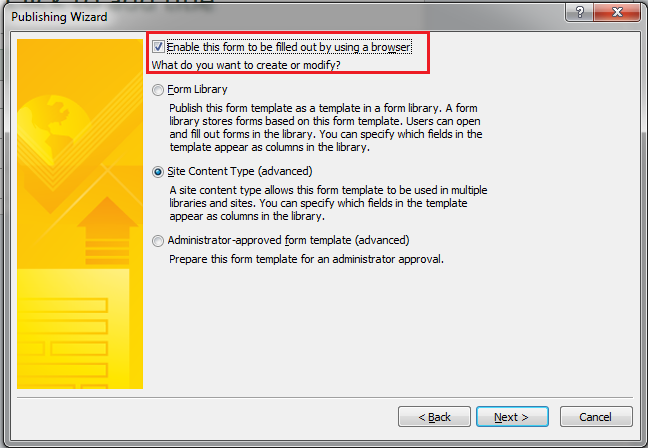 Publishing Wizard
Enable this form to be filled out by using a browser
What do you want to create or modify?
Form Library
Publish this form template as a template in a form library. A form
library stores forms based on this form template. Users can open
and fill out forms in the library. You can specify which fields in the
template appear as columns in the library.
Site Content Type (advanced)
A site content type allows this form template to be used in multiple
libraries and sites. You can specify which fields in the template
appear as columns in the library.
Administrator-approved form template (advanced)
Prepare this form template for an administrator approval.
< Back
Next >
Cancel